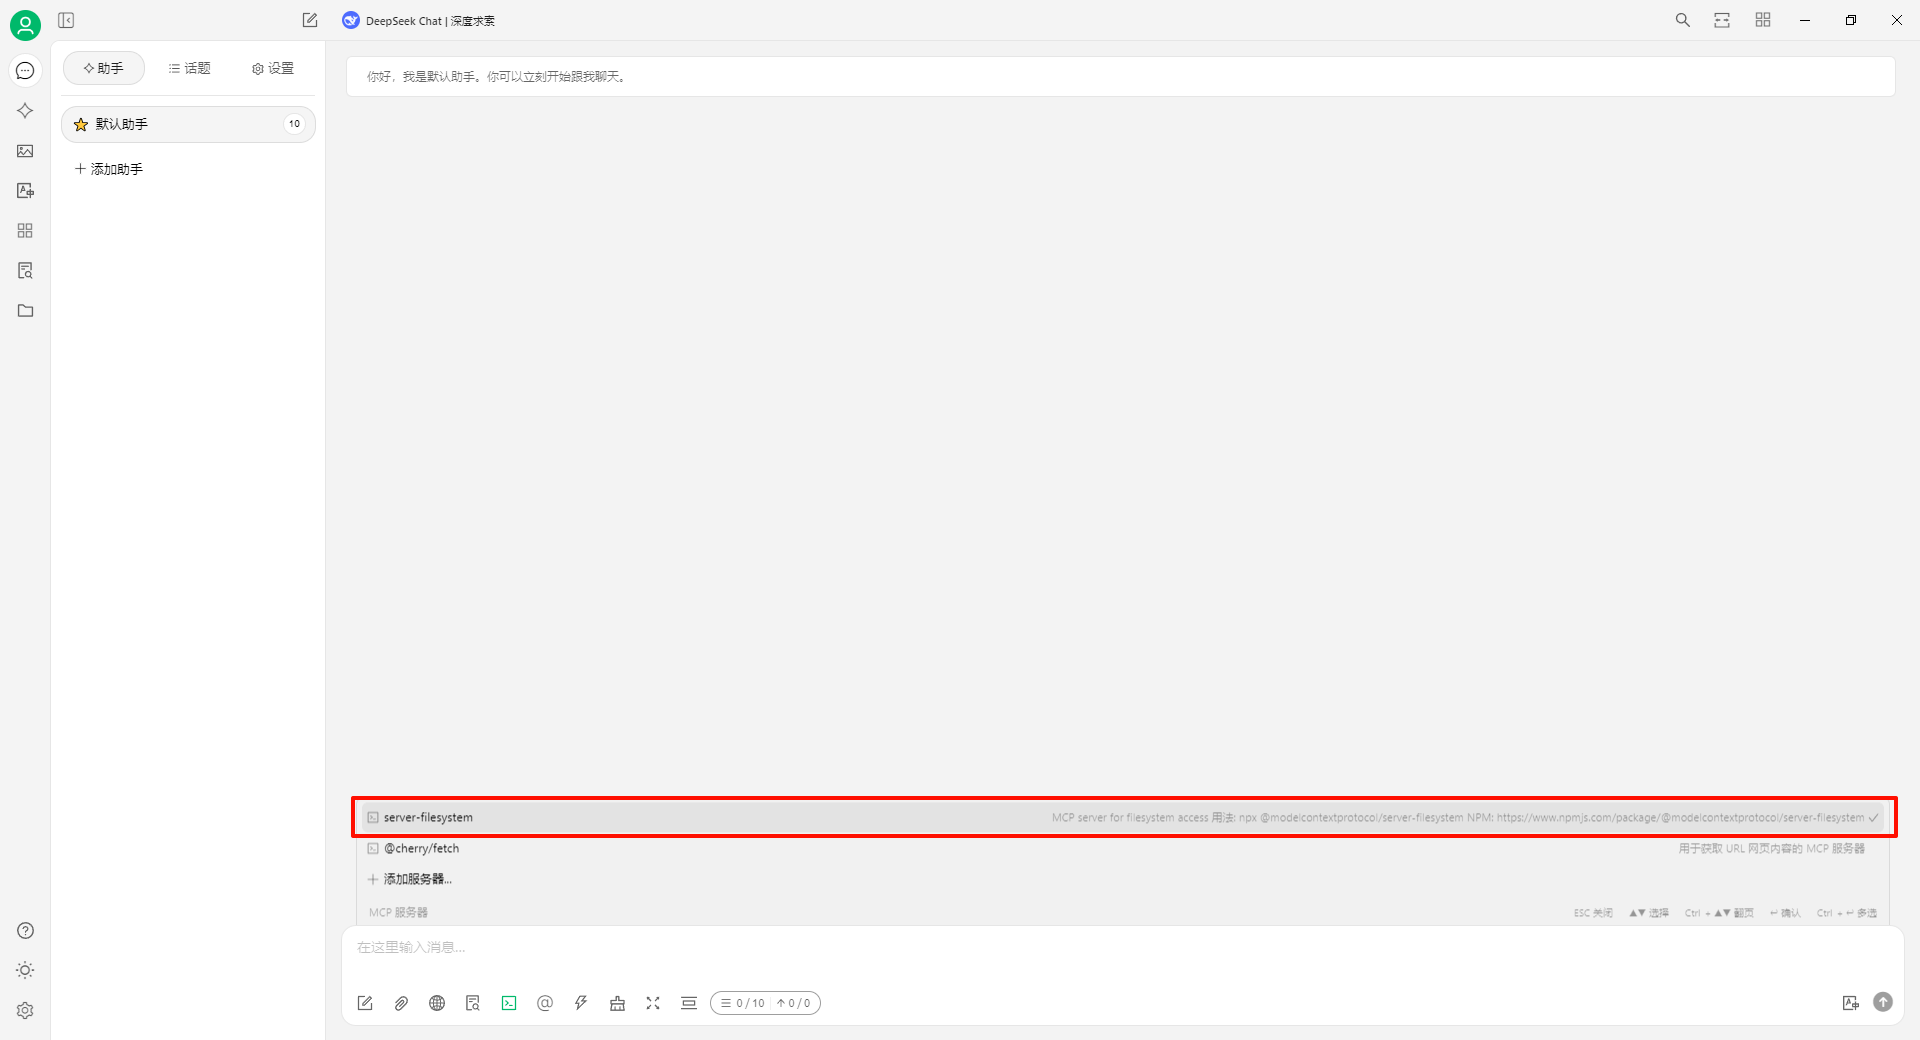 DeepSeek Chat | 深度求索
助手
话题
设置
你好，我是默认助手。你可以立刻开始跟我聊天。
默认助手
10
添加助手
server-filesystem
MCP server for filesystem access 用法: npx @modelcontextprotocol/server-filesystem NPM: https://www.npmjs.com/package/@modelcontextprotocol/server-filesystem
@cherry/fetch
用于获取 URL 网页内容的 MCP 服务器
添加服务器...
MCP 服务器
ESC 关闭 ▲▼ 选择 Ctrl + ▲▼ 翻页 ↩ 确认 Ctrl + ↩ 多选
在这里输入消息...
0 / 10 ↑ 0 / 0